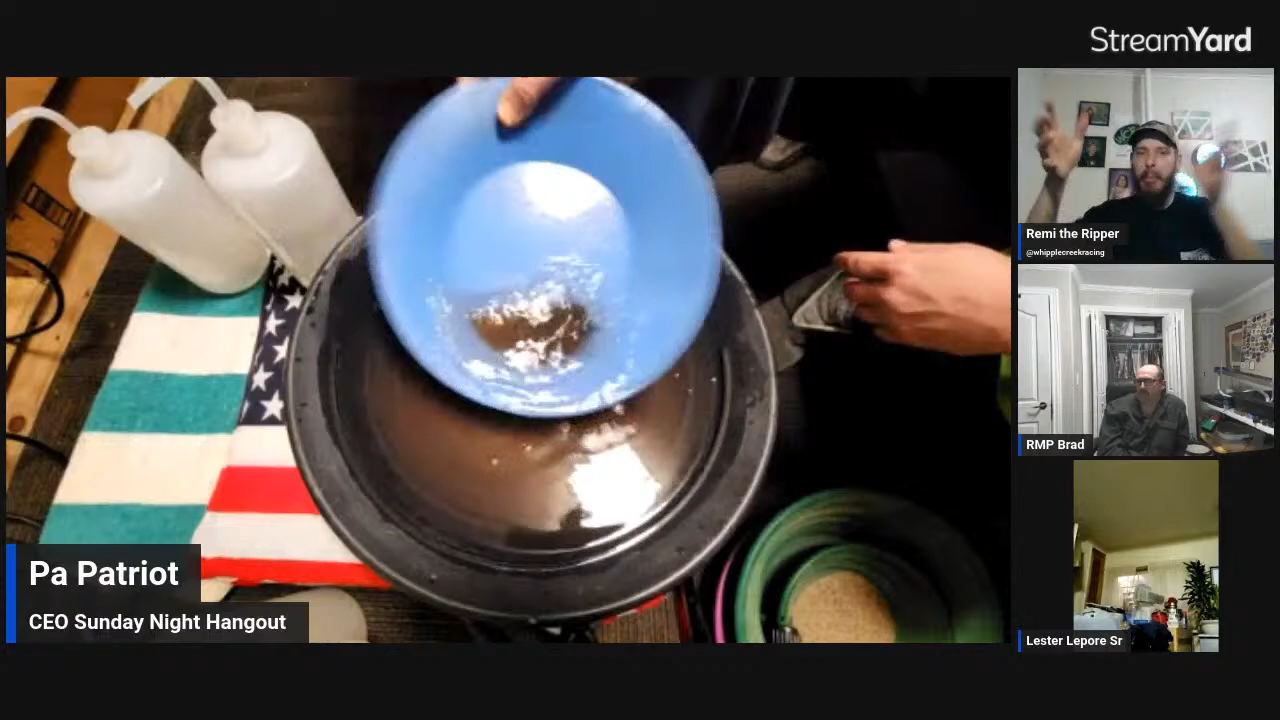 StreamYard
Remi the Ripper
@whipplecreekracing
RMP Brad
Pa Patriot
CEO Sunday Night Hangout
Lester Lepore Sr